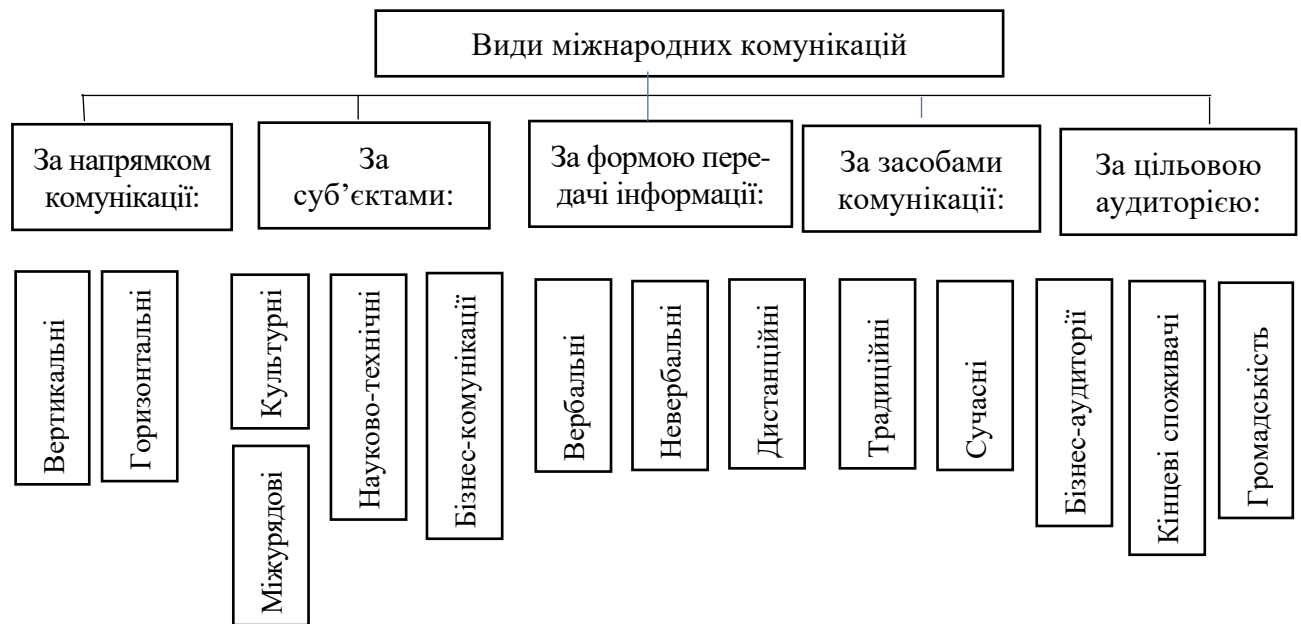 Види міжнародних комунікацій
За напрямком
комунікації:
За
суб’єктами:
За формою пере-
дачі інформації:
За засобами
комунікації:
За цільовою
аудиторією:
Вертикальні
Горизонтальні
Культурні
Міжурядові
Науково-технічні
Бізнес-комунікації
Вербальні
Невербальні
Дистанційні
Традиційні
Сучасні
Бізнес-аудиторії
Кінцеві споживачі
Громадськість